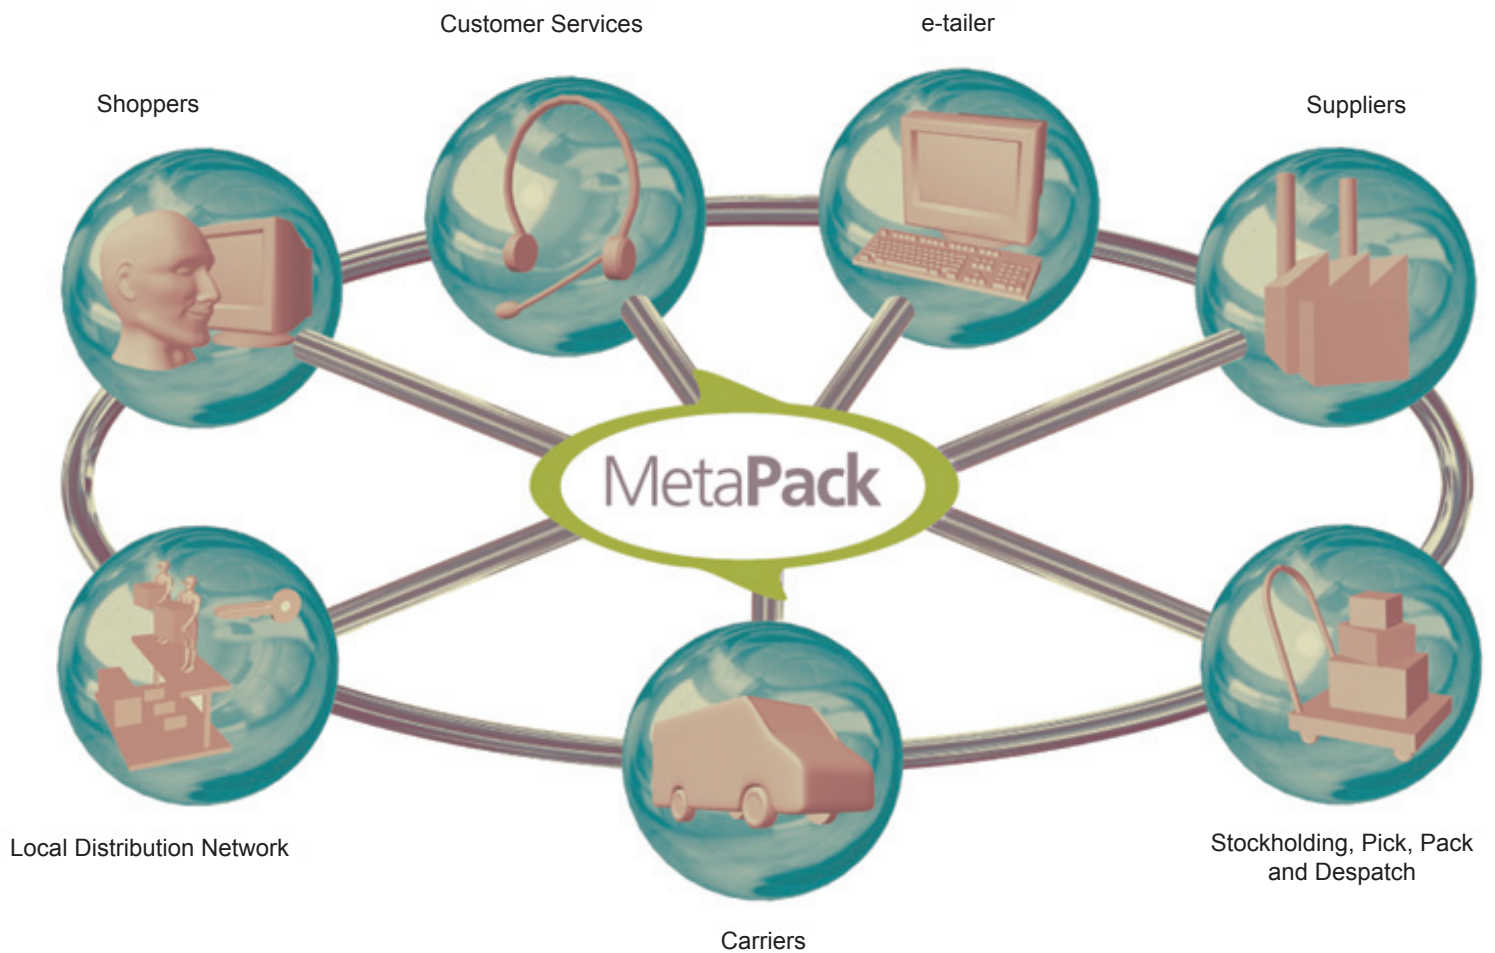 Customer Services
e-tailer
Shoppers
Suppliers
MetaPack
Local Distribution Network
Stockholding, Pick, Pack
and Despatch
Carriers